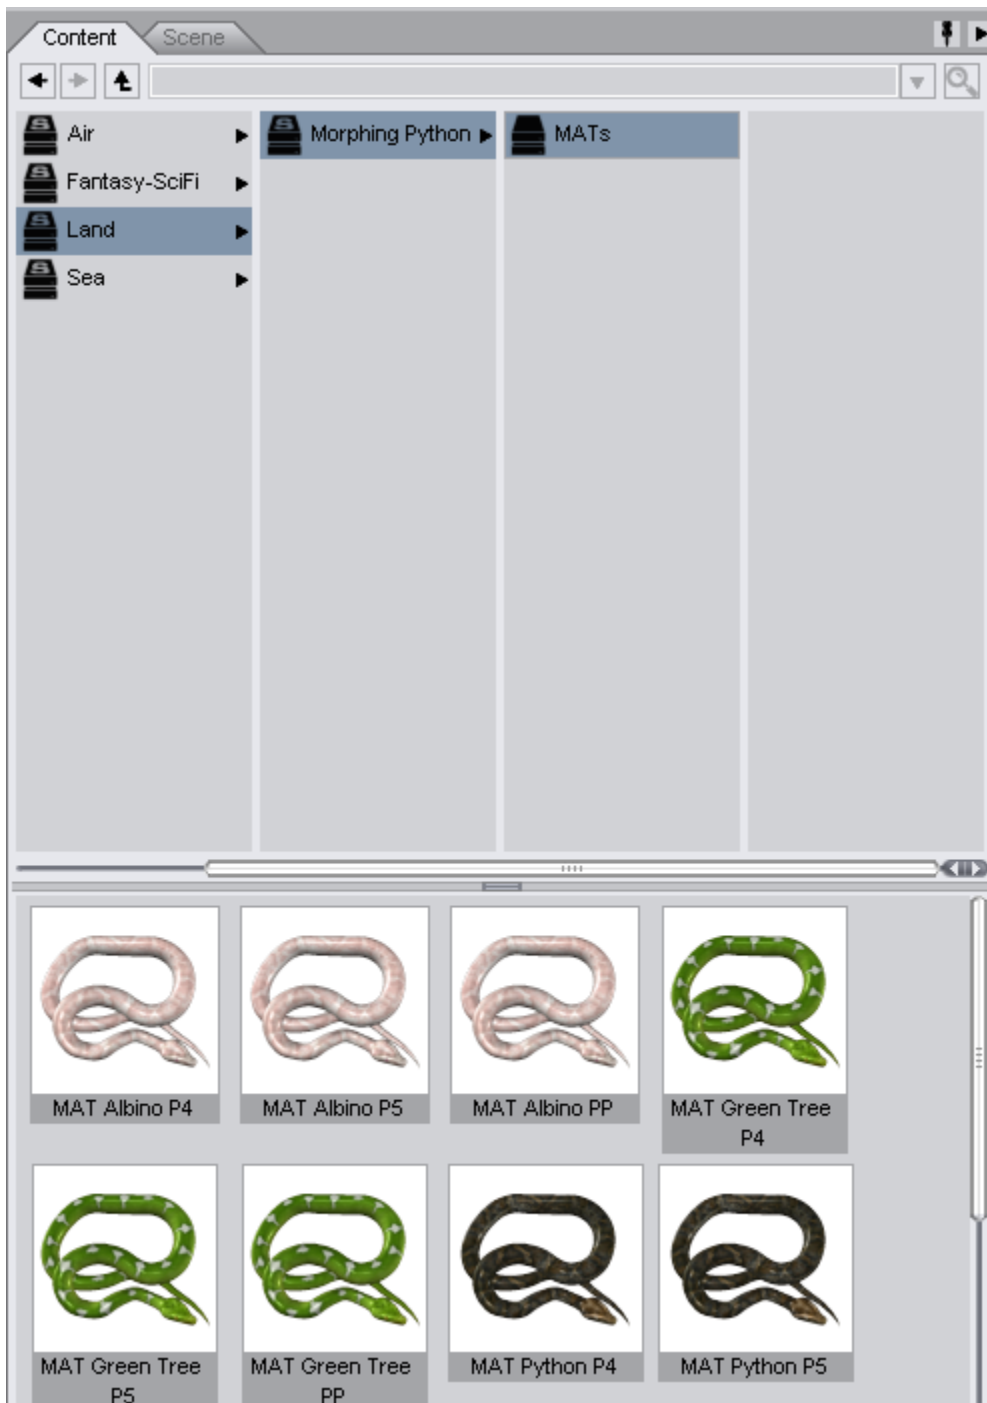 Content Scene
Air Morphing Python MATs
Fantasy-SciFi
Land
Sea
MAT Albino P4 MAT Albino P5 MAT Albino PP MAT Green Tree
P4
MAT Green Tree MAT Green Tree MAT Python P4 MAT Python P5
P5 PP